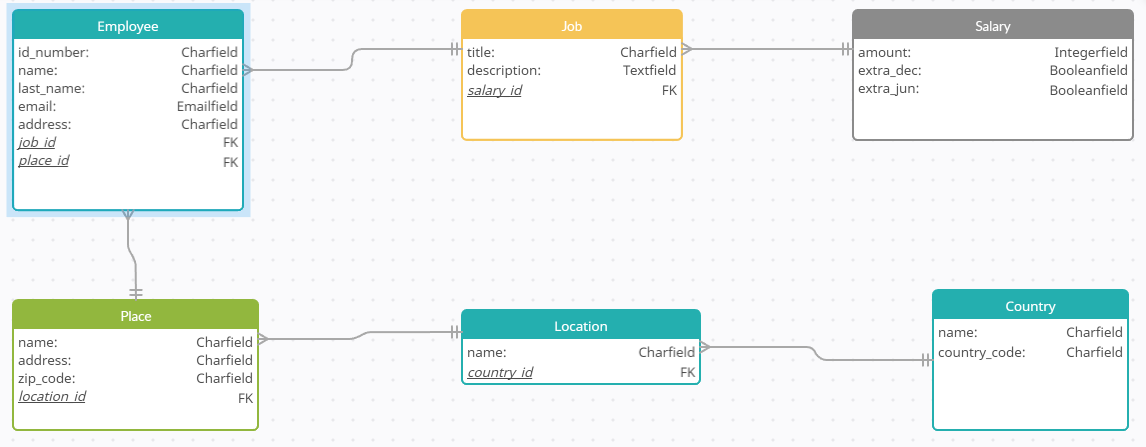 Employee
id_number: Charfield
name: Charfield
last_name: Charfield
email: Emailfield
address: Charfield
job_id FK
place_id FK
Job
title: Charfield
description: Textfield
salary_id FK
Salary
amount: Integerfield
extra_dec: Booleanfield
extra_jun: Booleanfield
Place
name: Charfield
address: Charfield
zip_code: Charfield
location_id FK
Location
name: Charfield
country_id FK
Country
name: Charfield
country_code: Charfield